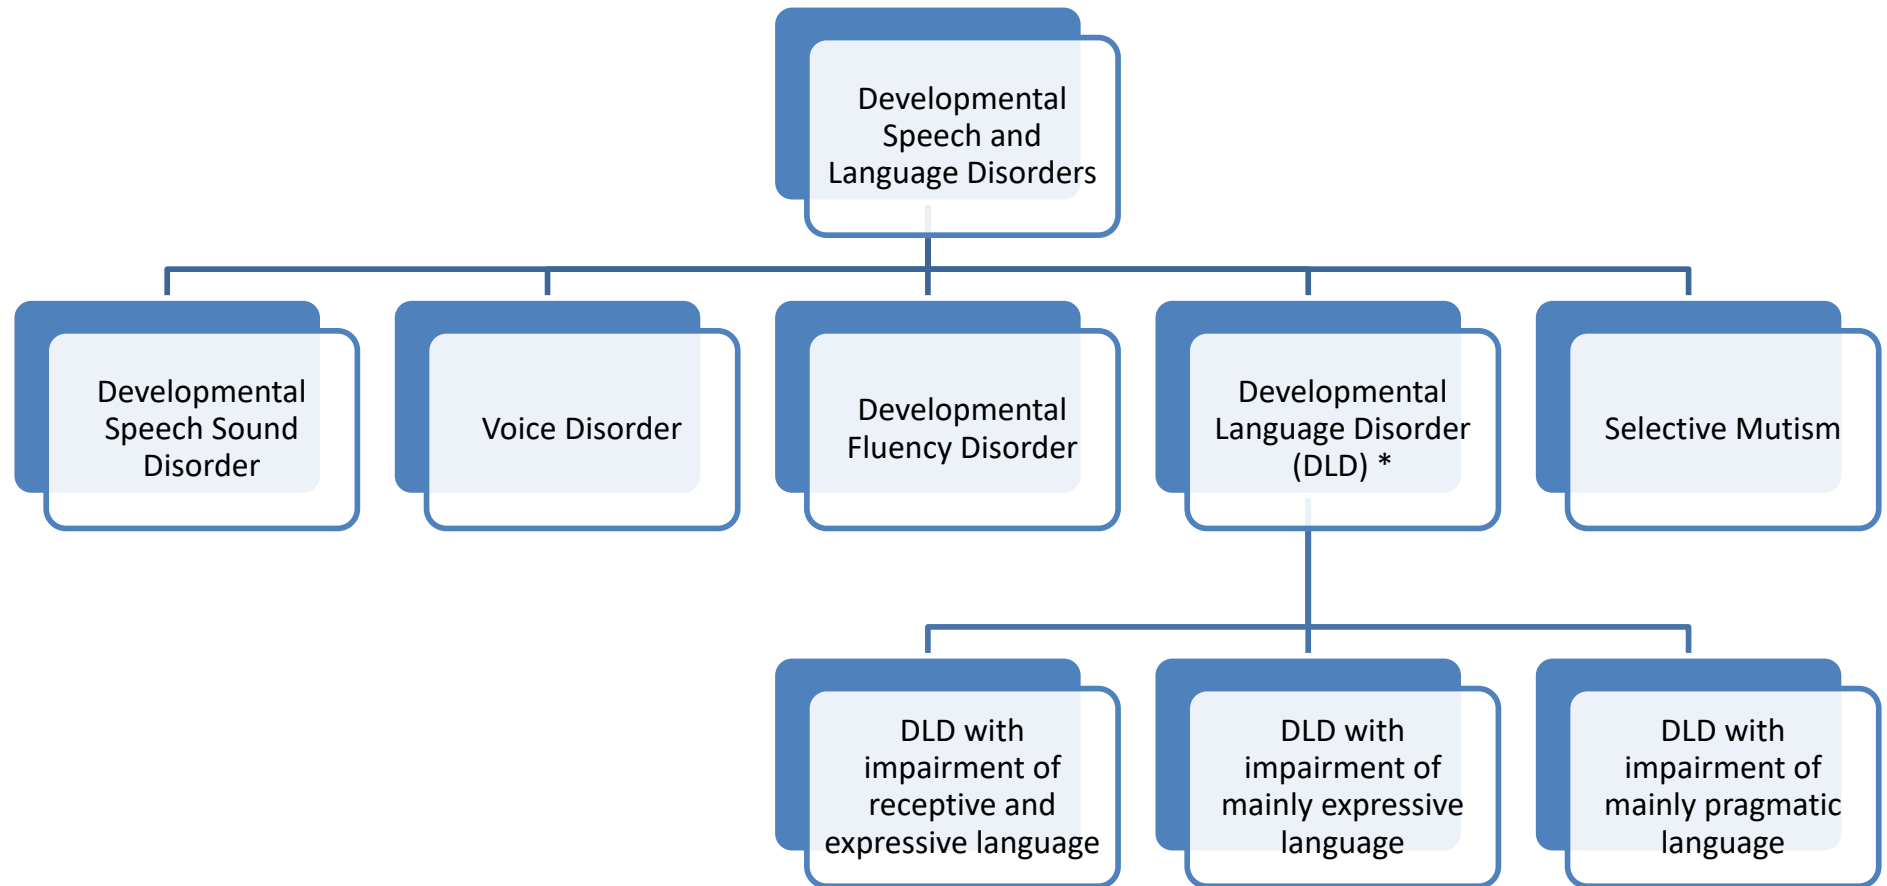 Developmental
Speech and
Language Disorders
Developmental
Speech Sound
Disorder
Voice Disorder
Developmental
Fluency Disorder
Developmental
Language Disorder
(DLD) *
Selective Mutism
DLD with
impairment of
receptive and
expressive language
DLD with
impairment of
mainly expressive
language
DLD with
impairment of
mainly pragmatic
language